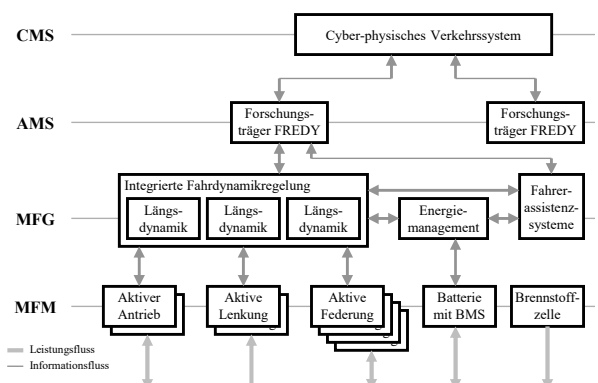 CMS
Cyber-physisches Verkehrssystem
AMS
Forschungs-
träger FREDY
Forschungs-
träger FREDY
MFG
Integrierte Fahrdynamikregelung
Längs-
dynamik
Längs-
dynamik
Längs-
dynamik
Energie-
management
Fahrer-
assistenz-
systeme
MFM
Aktiver
Antrieb
Aktive
Lenkung
Aktive
Federung
Batterie
mit BMS
Brennstoff-
zelle
Leistungsfluss
Informationsfluss